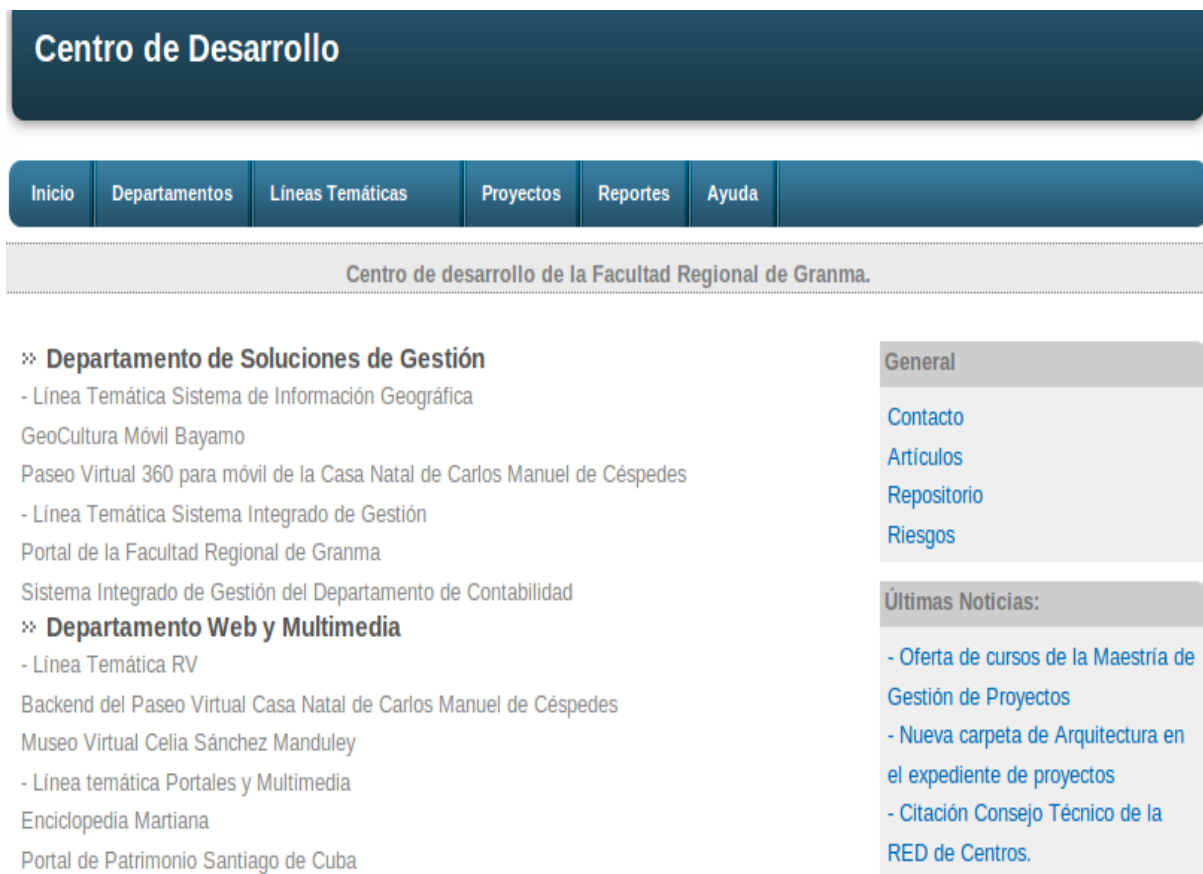 Centro de Desarrollo
Inicio Departamentos Líneas Temáticas Proyectos Reportes Ayuda
Centro de desarrollo de la Facultad Regional de Granma.
Departamento de Soluciones de Gestión
- Línea Temática Sistema de Información Geográfica
GeoCultura Móvil Bayamo
Paseo Virtual 360 para móvil de la Casa Natal de Carlos Manuel de Céspedes
- Línea Temática Sistema Integrado de Gestión
Portal de la Facultad Regional de Granma
Sistema Integrado de Gestión del Departamento de Contabilidad
Departamento Web y Multimedia
- Línea Temática RV
Backend del Paseo Virtual Casa Natal de Carlos Manuel de Céspedes
Museo Virtual Celia Sánchez Manduley
- Línea temática Portales y Multimedia
Enciclopedia Martiana
Portal de Patrimonio Santiago de Cuba
General
Contacto
Artículos
Repositorio
Riesgos
Últimas Noticias:
- Oferta de cursos de la Maestría de
Gestión de Proyectos
- Nueva carpeta de Arquitectura en
el expediente de proyectos
- Citación Consejo Técnico de la
RED de Centros.